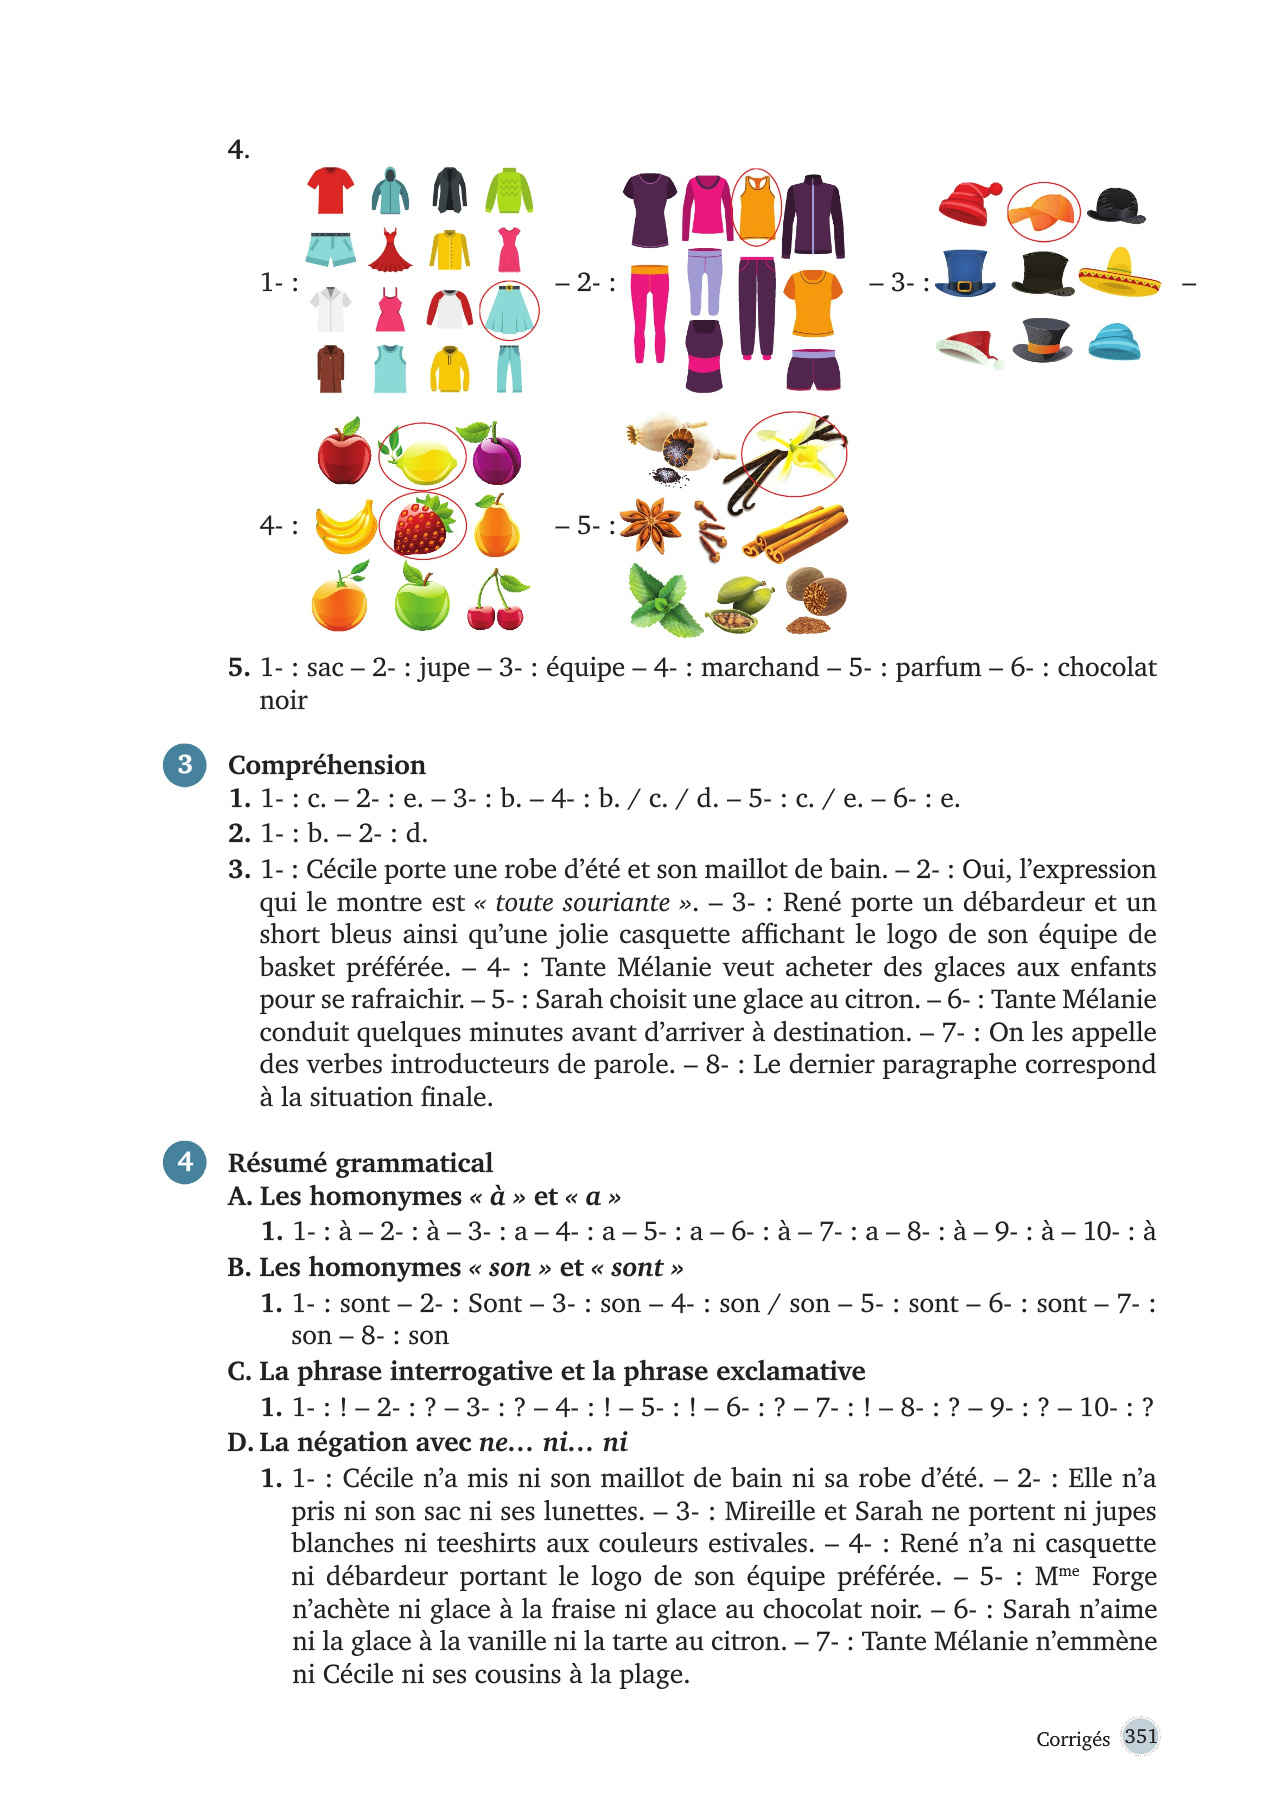 4.
1- : – 2- : – 3- : –
4- : – 5- :
5. 1- : sac – 2- : jupe – 3- : équipe – 4- : marchand – 5- : parfum – 6- : chocolat
noir
3 Compréhension
1. 1- : c. – 2- : e. – 3- : b. – 4- : b. / c. / d. – 5- : c. / e. – 6- : e.
2. 1- : b. – 2- : d.
3. 1- : Cécile porte une robe d’été et son maillot de bain. – 2- : Oui, l’expression
qui le montre est « toute souriante ». – 3- : René porte un débardeur et un
short bleus ainsi qu’une jolie casquette affichant le logo de son équipe de
basket préférée. – 4- : Tante Mélanie veut acheter des glaces aux enfants
pour se rafraichir. – 5- : Sarah choisit une glace au citron. – 6- : Tante Mélanie
conduit quelques minutes avant d’arriver à destination. – 7- : On les appelle
des verbes introducteurs de parole. – 8- : Le dernier paragraphe correspond
à la situation finale.
4 Résumé grammatical
A. Les homonymes « à » et « a »
1. 1- : à – 2- : à – 3- : a – 4- : a – 5- : a – 6- : à – 7- : a – 8- : à – 9- : à – 10- : à
B. Les homonymes « son » et « sont »
1. 1- : sont – 2- : Sont – 3- : son – 4- : son / son – 5- : sont – 6- : sont – 7- :
son – 8- : son
C. La phrase interrogative et la phrase exclamative
1. 1- : ! – 2- : ? – 3- : ? – 4- : ! – 5- : ! – 6- : ? – 7- : ! – 8- : ? – 9- : ? – 10- : ?
D. La négation avec ne… ni… ni
1. 1- : Cécile n’a mis ni son maillot de bain ni sa robe d’été. – 2- : Elle n’a
pris ni son sac ni ses lunettes. – 3- : Mireille et Sarah ne portent ni jupes
blanches ni teeshirts aux couleurs estivales. – 4- : René n’a ni casquette
ni débardeur portant le logo de son équipe préférée. – 5- : Mme Forge
n’achète ni glace à la fraise ni glace au chocolat noir. – 6- : Sarah n’aime
ni la glace à la vanille ni la tarte au citron. – 7- : Tante Mélanie n’emmène
ni Cécile ni ses cousins à la plage.
Corrigés 351